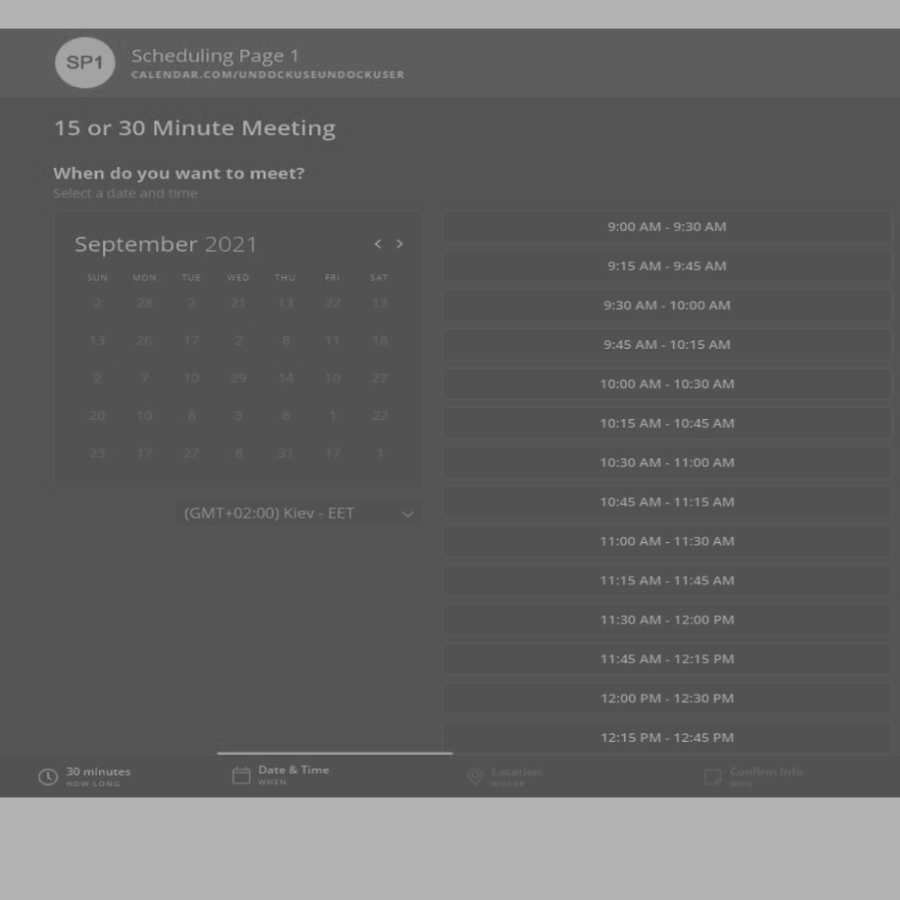 SP1
Scheduling Page 1
CALENDAR.COM/UNDOCKUSEUNDOCKUSER
15 or 30 Minute Meeting
When do you want to meet?
Select a date and time
September 2021
SUN MON TUE WED THU FRI SAT
2 28 2 21 13 22 13
13 26 17 2 8 11 18
2 7 10 29 14 10 27
20 10 8 3 8 1 22
23 17 27 8 31 17 1
(GMT+02:00) Kiev - EET
9:00 AM - 9:30 AM
9:15 AM - 9:45 AM
9:30 AM - 10:00 AM
9:45 AM - 10:15 AM
10:00 AM - 10:30 AM
10:15 AM - 10:45 AM
10:30 AM - 11:00 AM
10:45 AM - 11:15 AM
11:00 AM - 11:30 AM
11:15 AM - 11:45 AM
11:30 AM - 12:00 PM
11:45 AM - 12:15 PM
12:00 PM - 12:30 PM
12:15 PM - 12:45 PM
30 minutes
HOW LONG
Date & Time
WHEN
Location
WHERE
Confirm Info
WHO